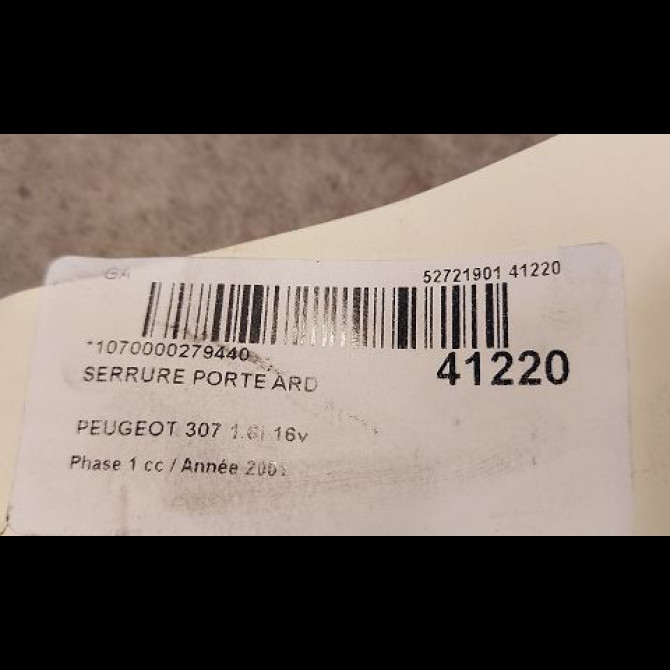 52721901 41220
*1070000279440
41220
SERRURE PORTE ARD
PEUGEOT 307 1.6i 16v
Phase 1 cc / Année